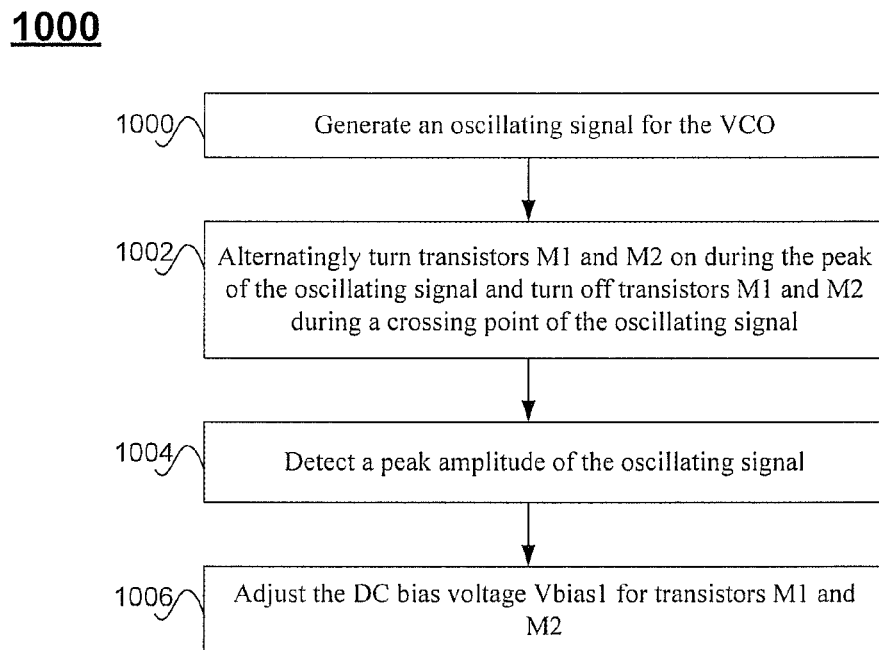 1000
1000
Generate an oscillating signal for the VCO
1002
Alternatingly turn transistors M1 and M2 on during the peak
of the oscillating signal and turn off transistors M1 and M2
during a crossing point of the oscillating signal
1004
Detect a peak amplitude of the oscillating signal
1006
Adjust the DC bias voltage Vbias1 for transistors M1 and
M2